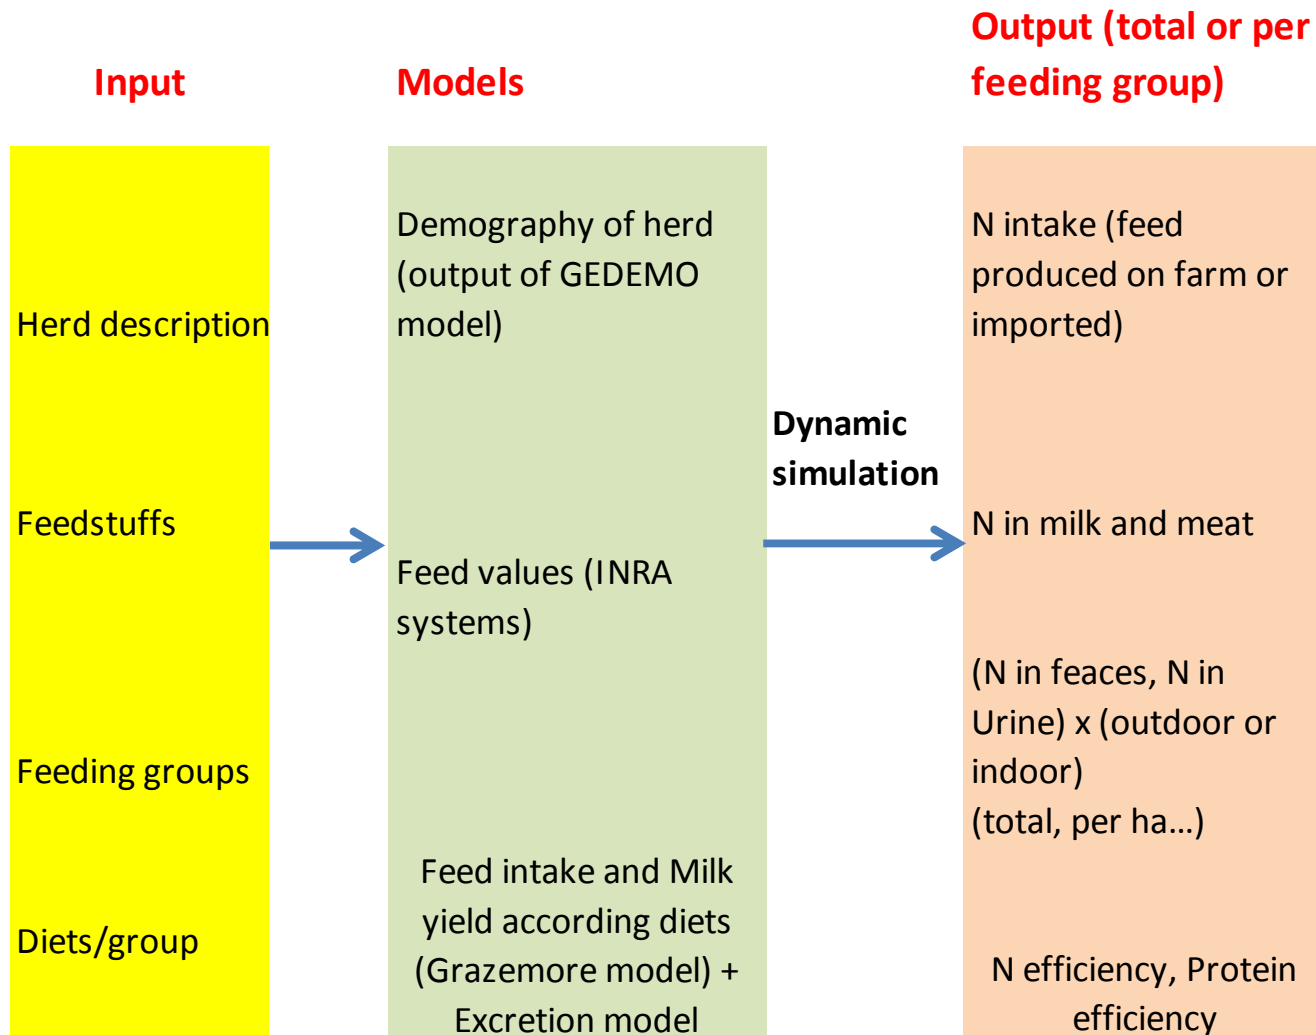 Input
Models
Output (total or per
feeding group)
Herd description
Feedstuffs
Feeding groups
Diets/group
Demography of herd
(output of GEDEMO
model)
Feed values (INRA
systems)
Feed intake and Milk
yield according diets
(Grazemore model) +
Excretion model
Dynamic
simulation
N intake (feed
produced on farm or
imported)
N in milk and meat
(N in feaces, N in
Urine) x (outdoor or
indoor)
(total, per ha...)
N efficiency, Protein
efficiency